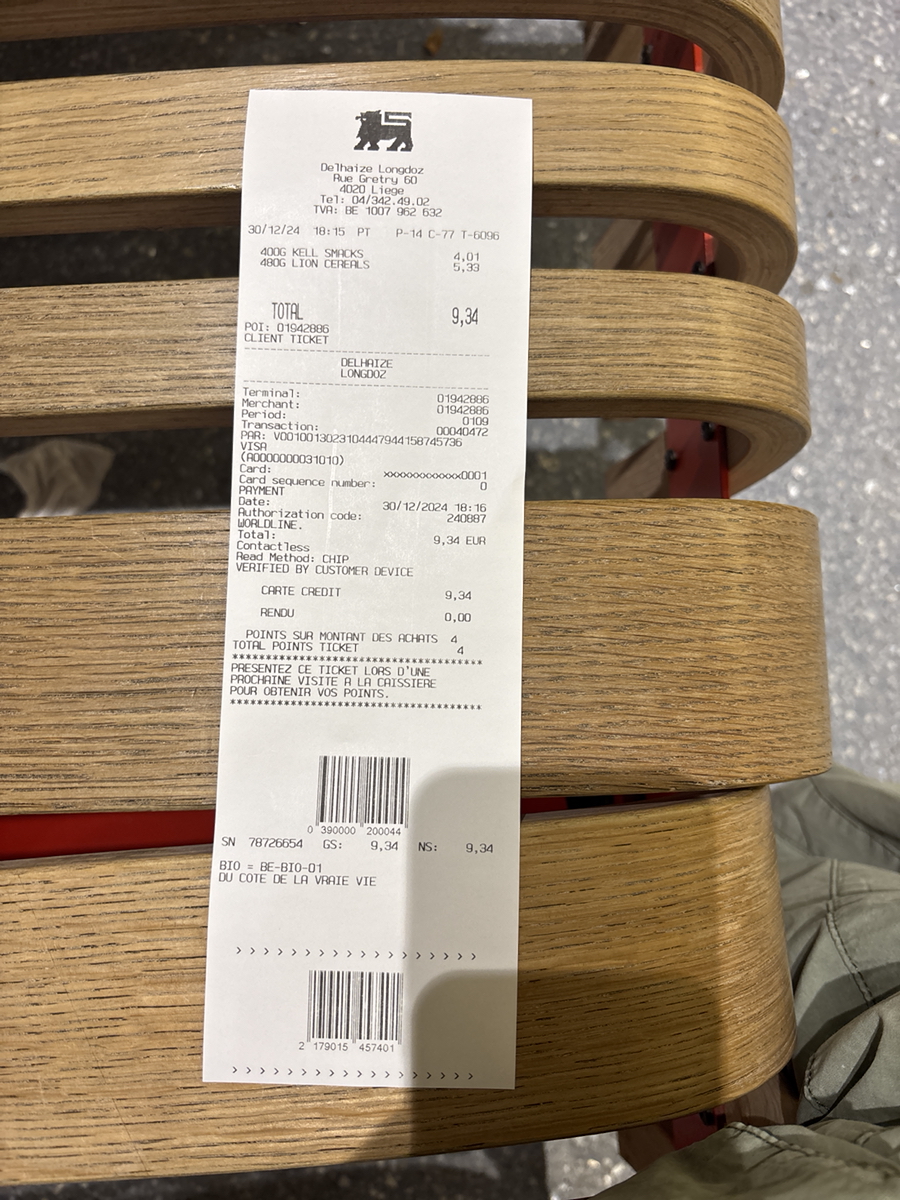 Delhaize Longdoz
Rue Gretry 60
4020 Liege
Tel: 04/342.49.02
TVA: BE 1007 962 632
30/12/24 18:15 PT P-14 C-77 T-6096
400G KELL SMACKS 4,01
480G LION CEREALS 5,33
TOTAL 9,34
POI: 01942886
CLIENT TICKET
--------------------------------
DELHAIZE
LONGDOZ
--------------------------------
Terminal: 01942886
Merchant: 01942886
Period: 0109
Transaction: 00040472
PAR: V0010013023104447944158745736
VISA
(A0000000031010)
Card: xxxxxxxxxxxx0001
Card sequence number: 0
PAYMENT
Date: 30/12/2024 18:16
Authorization code: 240887
WORLDLINE.
Total: 9,34 EUR
Contactless
Read Method: CHIP
VERIFIED BY CUSTOMER DEVICE
CARTE CREDIT 9,34
RENDU 0,00
POINTS SUR MONTANT DES ACHATS 4
TOTAL POINTS TICKET 4
****************************************
PRESENTEZ CE TICKET LORS D'UNE
PROCHAINE VISITE A LA CAISSIERE
POUR OBTENIR VOS POINTS.
****************************************
0 390000 200044
SN 78726654 GS: 9,34 NS: 9,34
BIO = BE-BIO-01
DU COTE DE LA VRAIE VIE
> > > > > > > > > > > > > > > > > >
2 179015 457401
> > > > > > > > > > > > > > > > > >